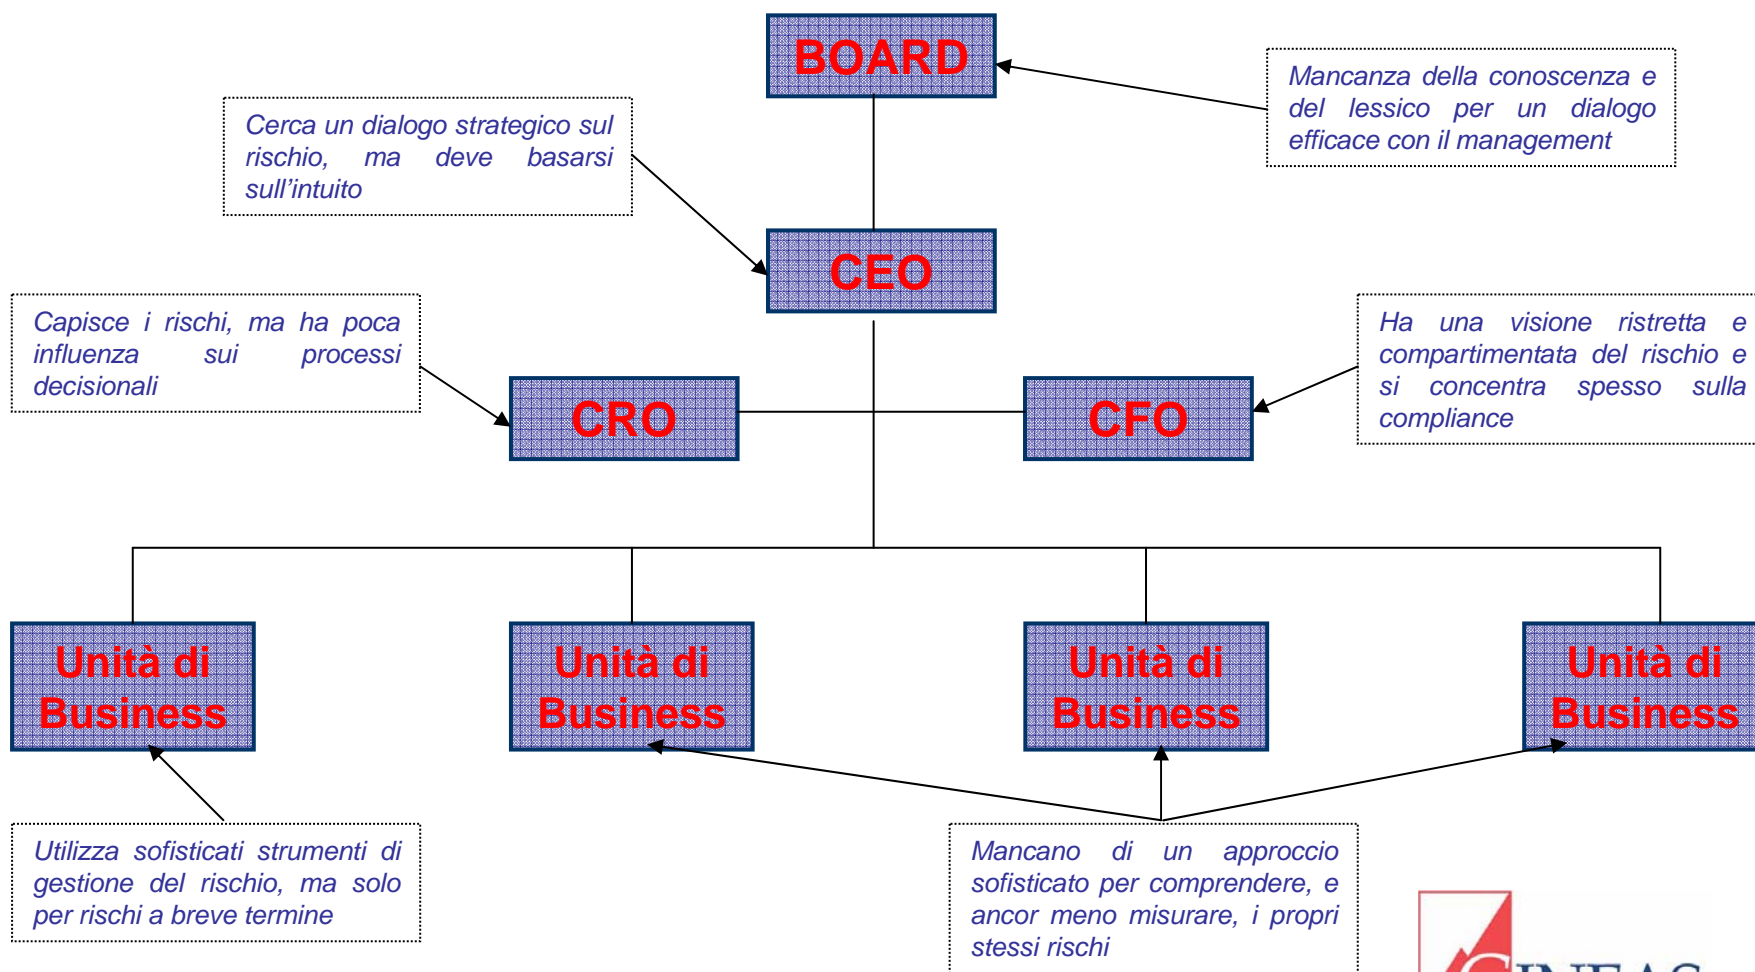 BOARD
Mancanza della conoscenza e
del lessico per un dialogo
efficace con il management
Cerca un dialogo strategico sul
rischio, ma deve basarsi
sull'intuito
CEO
Capisce i rischi, ma ha poca
influenza sui processi
decisionali
Ha una visione ristretta e
compartimentata del rischio e
si concentra spesso sulla
compliance
CRO
CFO
Unità di
Business
Unità di
Business
Unità di
Business
Unità di
Business
Utilizza sofisticati strumenti di
gestione del rischio, ma solo
per rischi a breve termine
Mancano di un approccio
sofisticato per comprendere, e
ancor meno misurare, i propri
stessi rischi
CINEAS